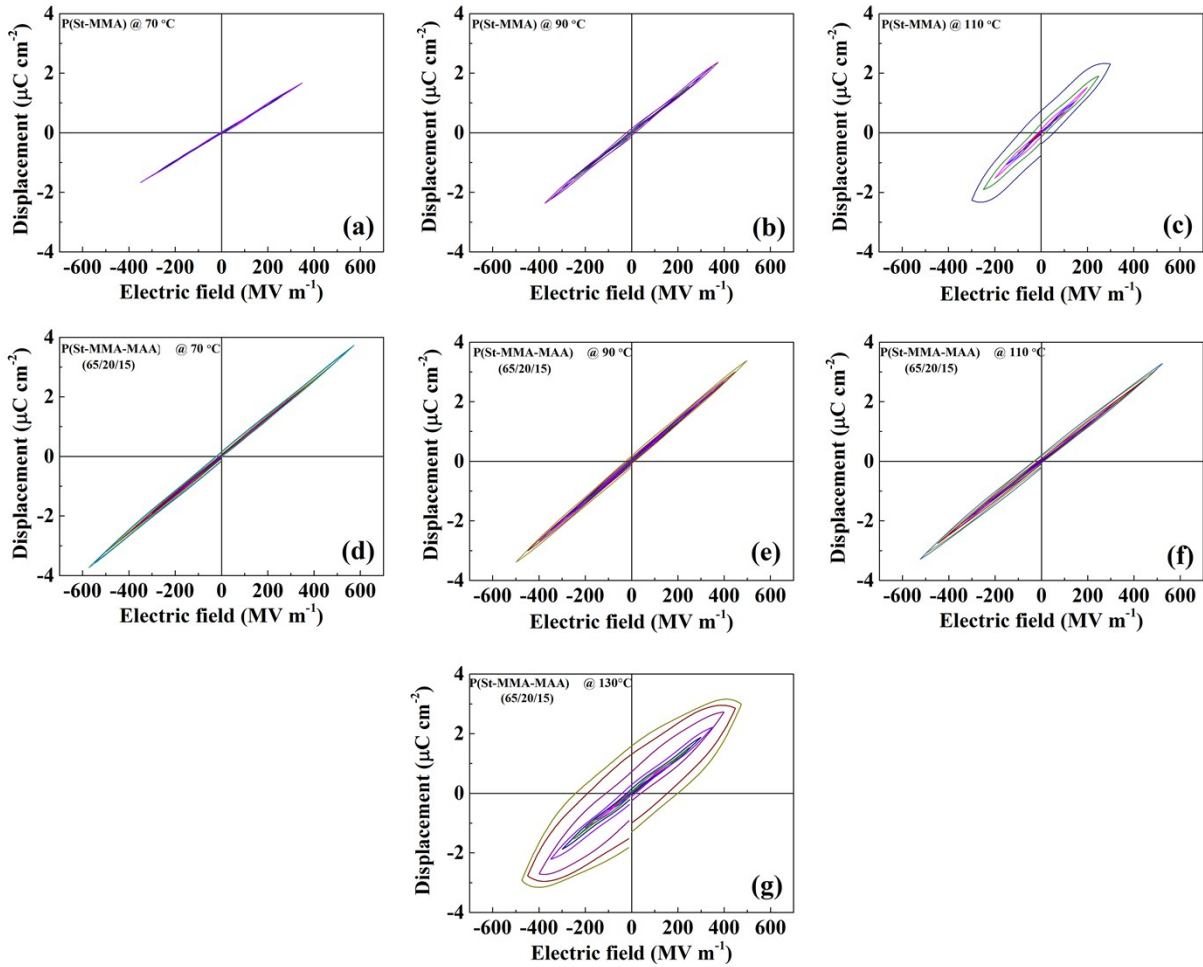 P(St-MMA) @ 70 °C
Displacement (μC cm-2)
4
2
0
-2
-4
-600 -400 -200 0 200 400 600
Electric field (MV m-1)
(a)
P(St-MMA) @ 90 °C
Displacement (μC cm-2)
4
2
0
-2
-4
-600 -400 -200 0 200 400 600
Electric field (MV m-1)
(b)
P(St-MMA) @ 110 °C
Displacement (μC cm-2)
4
2
0
-2
-4
-600 -400 -200 0 200 400 600
Electric field (MV m-1)
(c)
P(St-MMA-MAA) @ 70 °C
(65/20/15)
Displacement (μC cm-2)
4
2
0
-2
-4
-600 -400 -200 0 200 400 600
Electric field (MV m-1)
(d)
P(St-MMA-MAA) @ 90 °C
(65/20/15)
Displacement (μC cm-2)
4
2
0
-2
-4
-600 -400 -200 0 200 400 600
Electric field (MV m-1)
(e)
P(St-MMA-MAA) @ 110 °C
(65/20/15)
Displacement (μC cm-2)
4
2
0
-2
-4
-600 -400 -200 0 200 400 600
Electric field (MV m-1)
(f)
P(St-MMA-MAA) @ 130°C
(65/20/15)
Displacement (μC cm-2)
4
2
0
-2
-4
-600 -400 -200 0 200 400 600
Electric field (MV m-1)
(g)